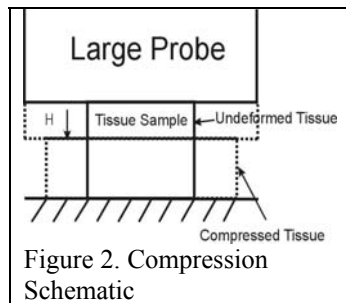 Large Probe
H
Tissue Sample
Undeformed Tissue
Compressed Tissue
Figure 2. Compression
Schematic